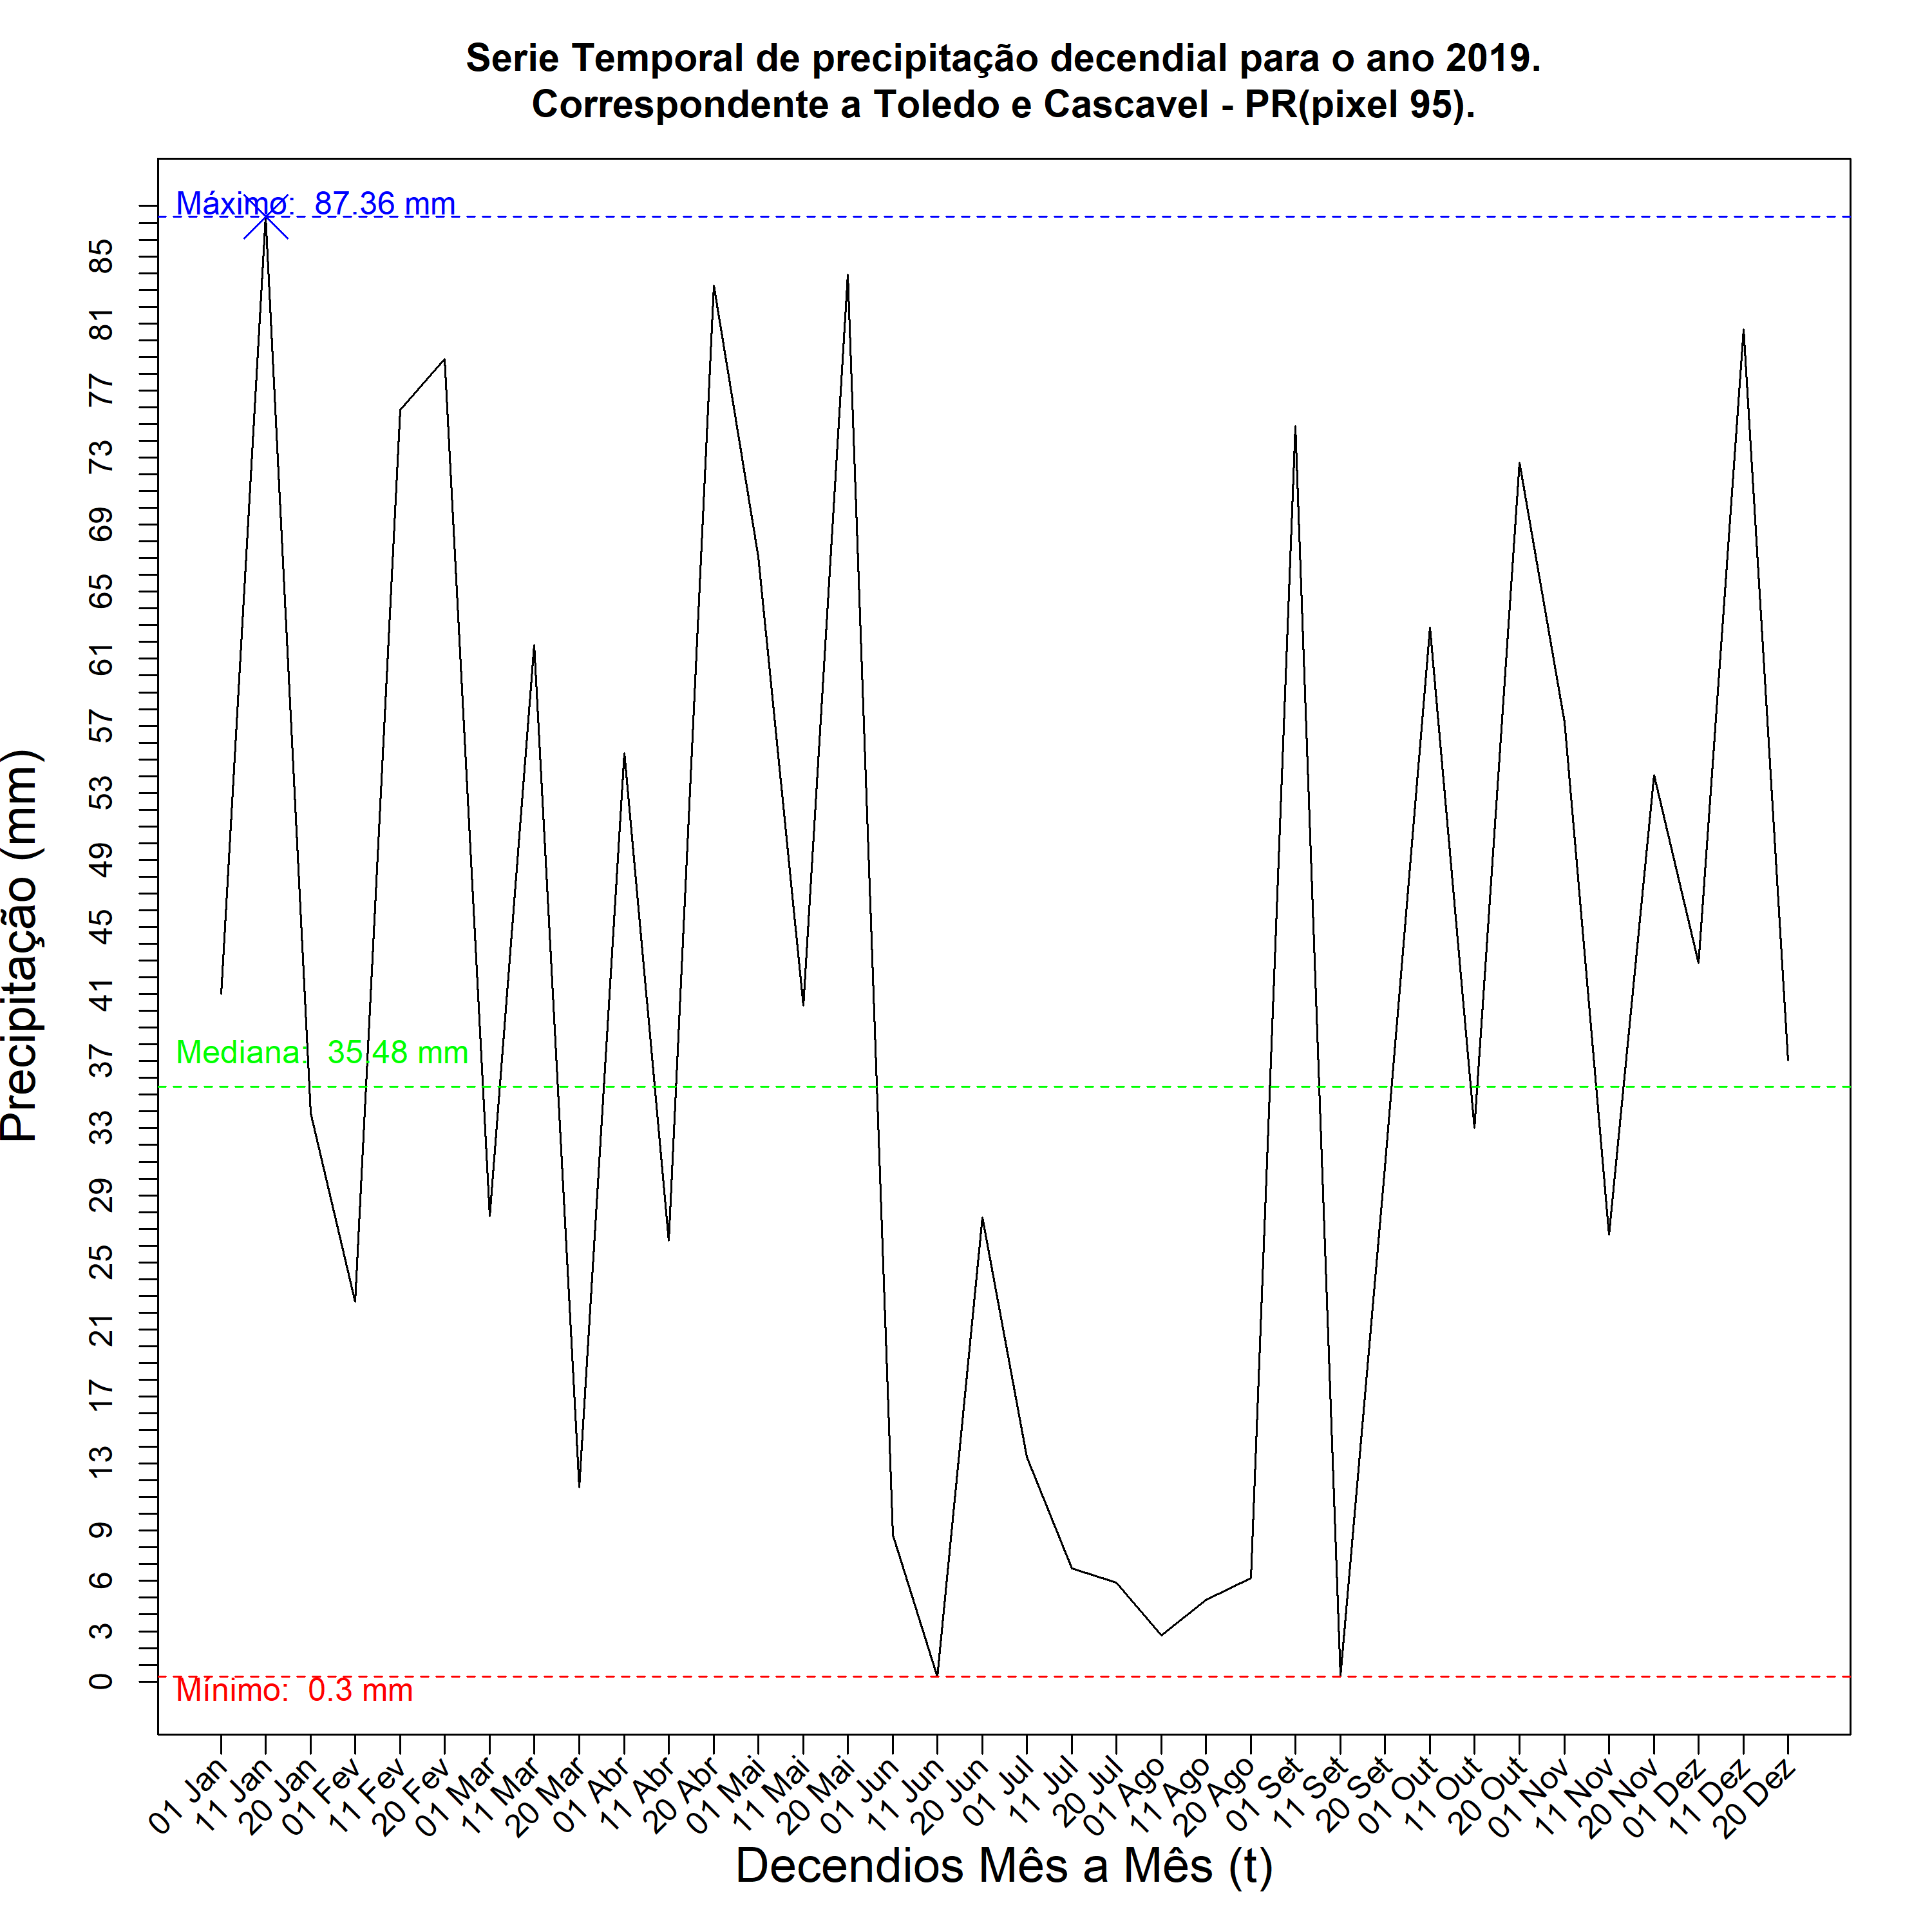 Serie Temporal de precipitação decendial para o ano 2019.
Correspondente a Toledo e Cascavel - PR(pixel 95).
Máximo:  87.36 mm
Mediana:  35.48 mm
Mínimo:  0.3 mm
Precipitação (mm)
85
81
77
73
69
65
61
57
53
49
45
41
37
33
29
25
21
17
13
9
6
3
0
01 Jan
11 Jan
20 Jan
01 Fev
11 Fev
20 Fev
01 Mar
11 Mar
20 Mar
01 Abr
11 Abr
20 Abr
01 Mai
11 Mai
20 Mai
01 Jun
11 Jun
20 Jun
01 Jul
11 Jul
20 Jul
01 Ago
11 Ago
20 Ago
01 Set
11 Set
20 Set
01 Out
11 Out
20 Out
01 Nov
11 Nov
20 Nov
01 Dez
11 Dez
20 Dez
Decendios Mês a Mês (t)